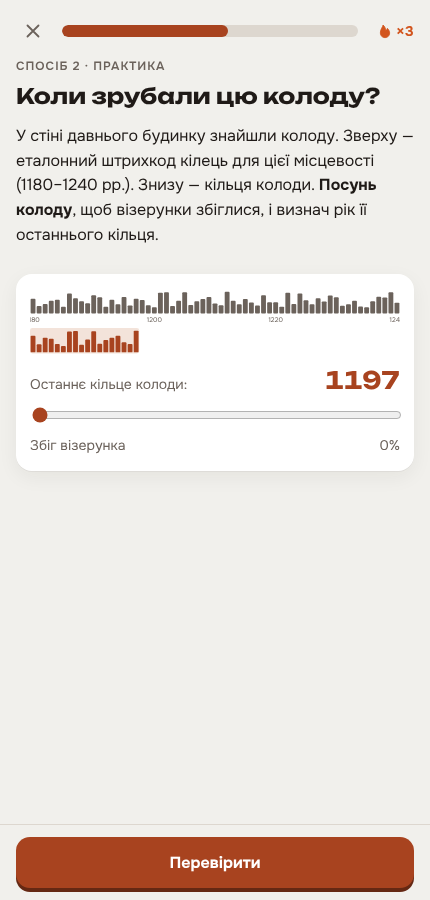 ×3
СПОСІБ 2 · ПРАКТИКА
Коли зрубали цю колоду?
У стіні давнього будинку знайшли колоду. Зверху —
еталонний штрихкод кілець для цієї місцевості
(1180–1240 рр.). Знизу — кільця колоди. Посунь
колоду, щоб візерунки збіглися, і визнач рік її
останнього кільця.
180 1200 1220 124
Останнє кільце колоди: 1197
Збіг візерунка 0%
Перевірити